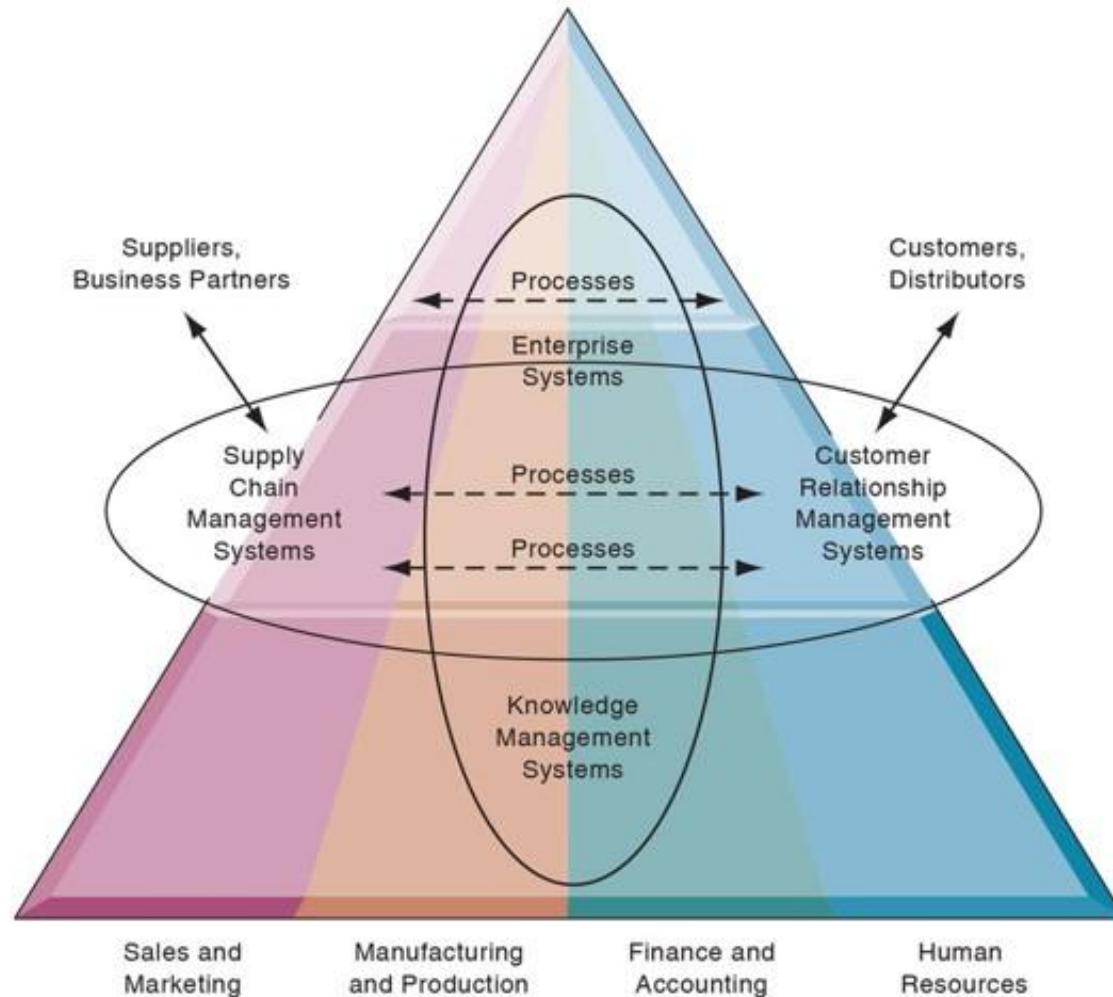 Suppliers,
Business Partners
Customers,
Distributors
Processes
Enterprise
Systems
Supply
Chain
Management
Systems
Processes
Processes
Customer
Relationship
Management
Systems
Knowledge
Management
Systems
Sales and
Marketing
Manufacturing
and Production
Finance and
Accounting
Human
Resources